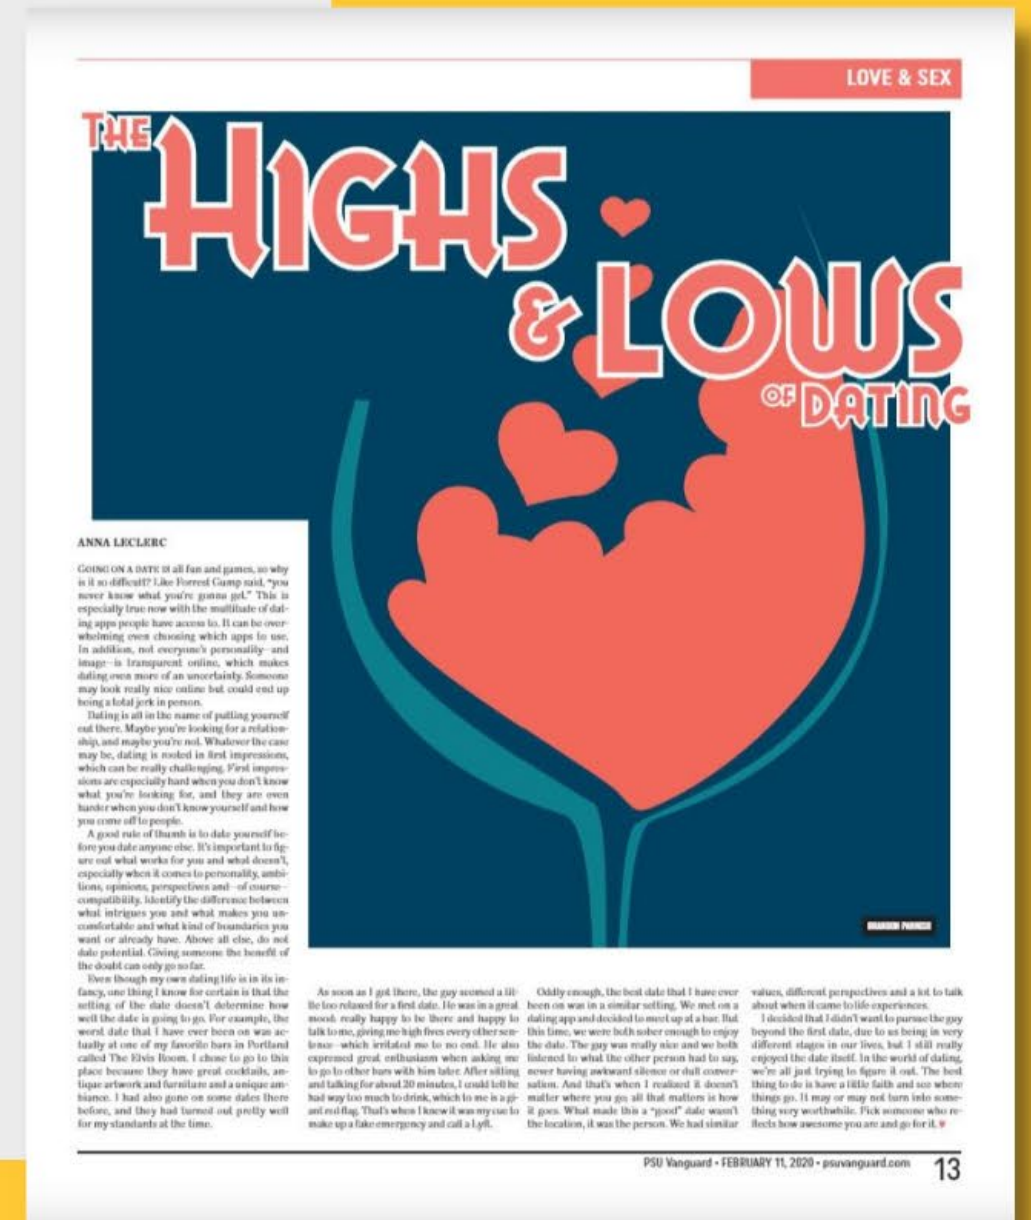 LOVE & SEX
THE
HIGHS
& LOWS
OF DATING
ANNA LECLERC
GOING ON A DATE IS all fun and games, so why
is it so difficult? Like Forrest Gump said, “you
never know what you're gonna get.” This is
especially true now with the multitude of dat-
ing apps people have access to. It can be over-
whelming even choosing which apps to use.
In addition, not everyone's personality—and
image—is transparent online, which makes
dating even more of an uncertainty. Someone
may look really nice online but could end up
being a total jerk in person.
Dating is all in the name of putting yourself
out there. Maybe you're looking for a relation-
ship, and maybe you're not. Whatever the case
may be, dating is rooted in first impressions,
which can be really challenging. First impres-
sions are especially hard when you don't know
what you're looking for, and they are even
harder when you don't know yourself and how
you come off to people.
A good rule of thumb is to date yourself be-
fore you date anyone else. It's important to fig-
ure out what works for you and what doesn't,
especially when it comes to personality, ambi-
tions, opinions, perspectives and—of course—
compatibility. Identify the difference between
what intrigues you and what makes you un-
comfortable and what kind of boundaries you
want or already have. Above all else, do not
date potential. Giving someone the benefit of
the doubt can only go so far.
Even though my own dating life is in its in-
fancy, one thing I know for certain is that the
setting of the date doesn't determine how
well the date is going to go. For example, the
worst date that I have ever been on was ac-
tually at one of my favorite bars in Portland
called The Elvis Room. I chose to go to this
place because they have great cocktails, an-
tique artwork and furniture and a unique am-
biance. I had also gone on some dates there
before, and they had turned out pretty well
for my standards at the time.
As soon as I got there, the guy seemed a lit-
tle too relaxed for a first date. He was in a great
mood; really happy to be there and happy to
talk to me, giving me high fives every other sen-
tence—which irritated me to no end. He also
expressed great enthusiasm when asking me
to go to other bars with him later. After sitting
and talking for about 20 minutes, I could tell he
had way too much to drink, which to me is a gi-
ant red flag. That's when I knew it was my cue to
make up a fake emergency and call a Lyft.
Oddly enough, the best date that I have ever
been on was in a similar setting. We met on a
dating app and decided to meet up at a bar. But
this time, we were both sober enough to enjoy
the date. The guy was really nice and we both
listened to what the other person had to say,
never having awkward silence or dull conver-
sation. And that's when I realized it doesn't
matter where you go; all that matters is how
it goes. What made this a “good” date wasn't
the location, it was the person. We had similar
values, different perspectives and a lot to talk
about when it came to life experiences.
I decided that I didn't want to pursue the guy
beyond the first date, due to us being in very
different stages in our lives, but I still really
enjoyed the date itself. In the world of dating,
we're all just trying to figure it out. The best
thing to do is have a little faith and see where
things go. It may or may not turn into some-
thing very worthwhile. Pick someone who re-
flects how awesome you are and go for it.
PSU Vanguard • FEBRUARY 11, 2020 • psuvanguard.com 13